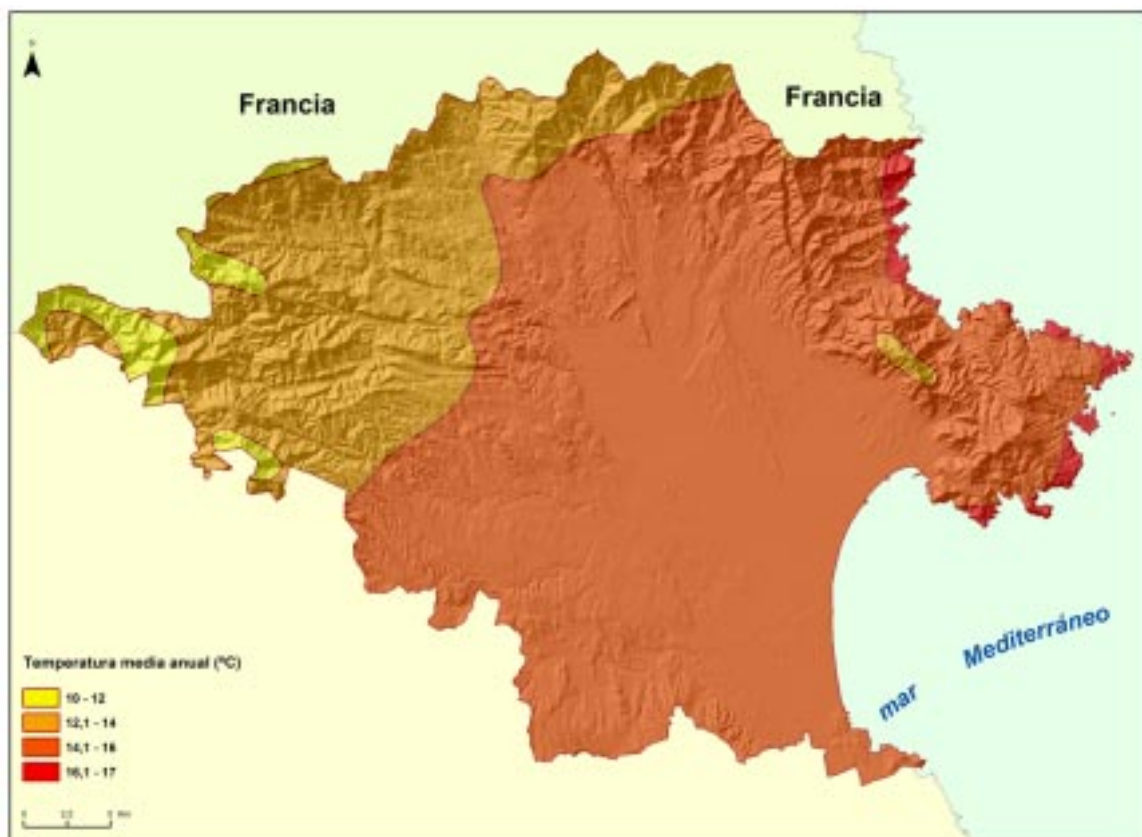 Francia
Francia
mar Mediterráneo
Temperatura media anual (ºC)
10 - 12
12,1 - 14
14,1 - 16
16,1 - 17